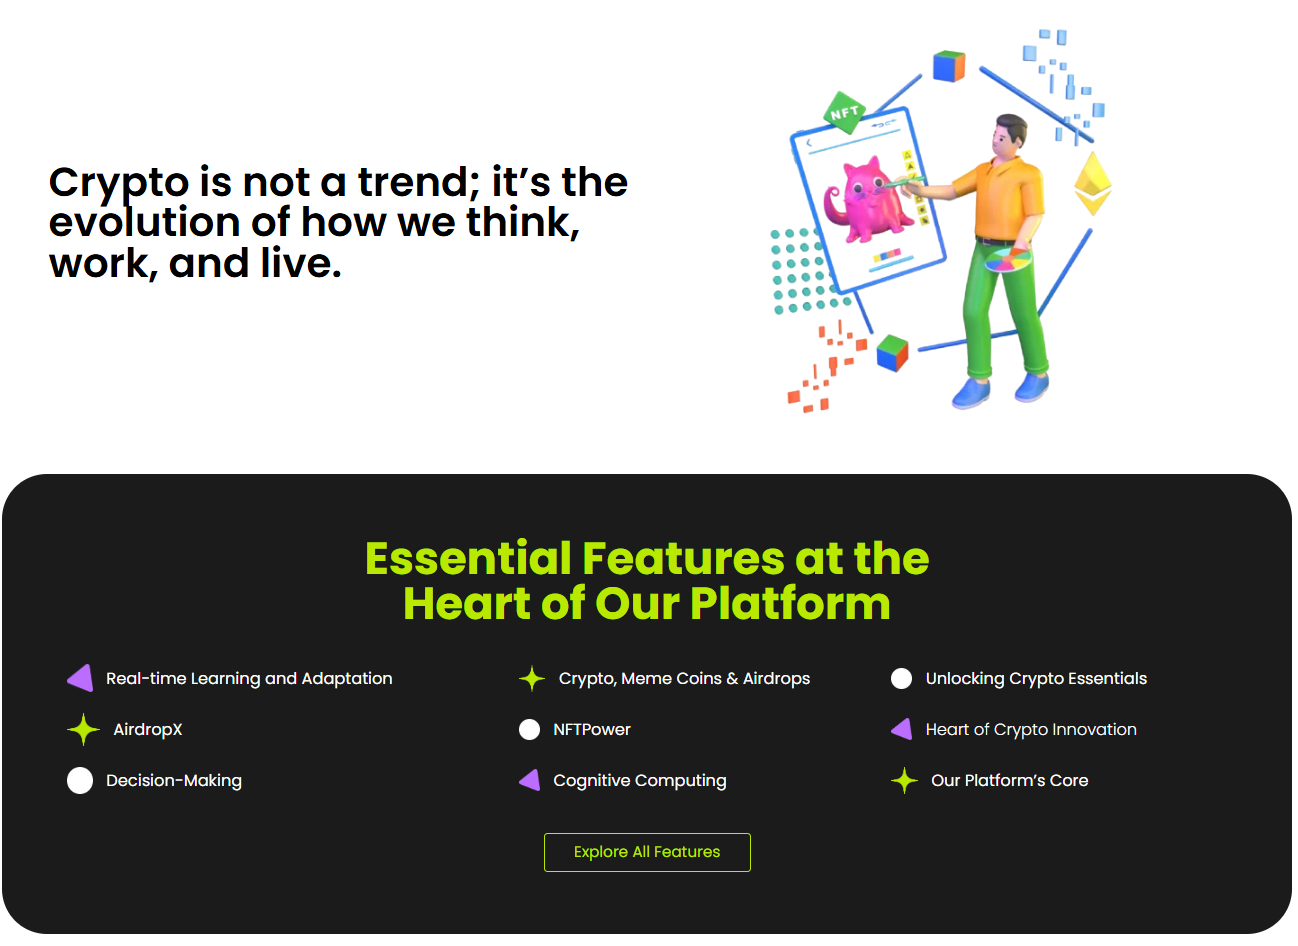 Crypto is not a trend; it’s the
evolution of how we think,
work, and live.
NFT
Essential Features at the
Heart of Our Platform
Real-time Learning and Adaptation
Crypto, Meme Coins & Airdrops
Unlocking Crypto Essentials
AirdropX
NFTPower
Heart of Crypto Innovation
Decision-Making
Cognitive Computing
Our Platform’s Core
Explore All Features